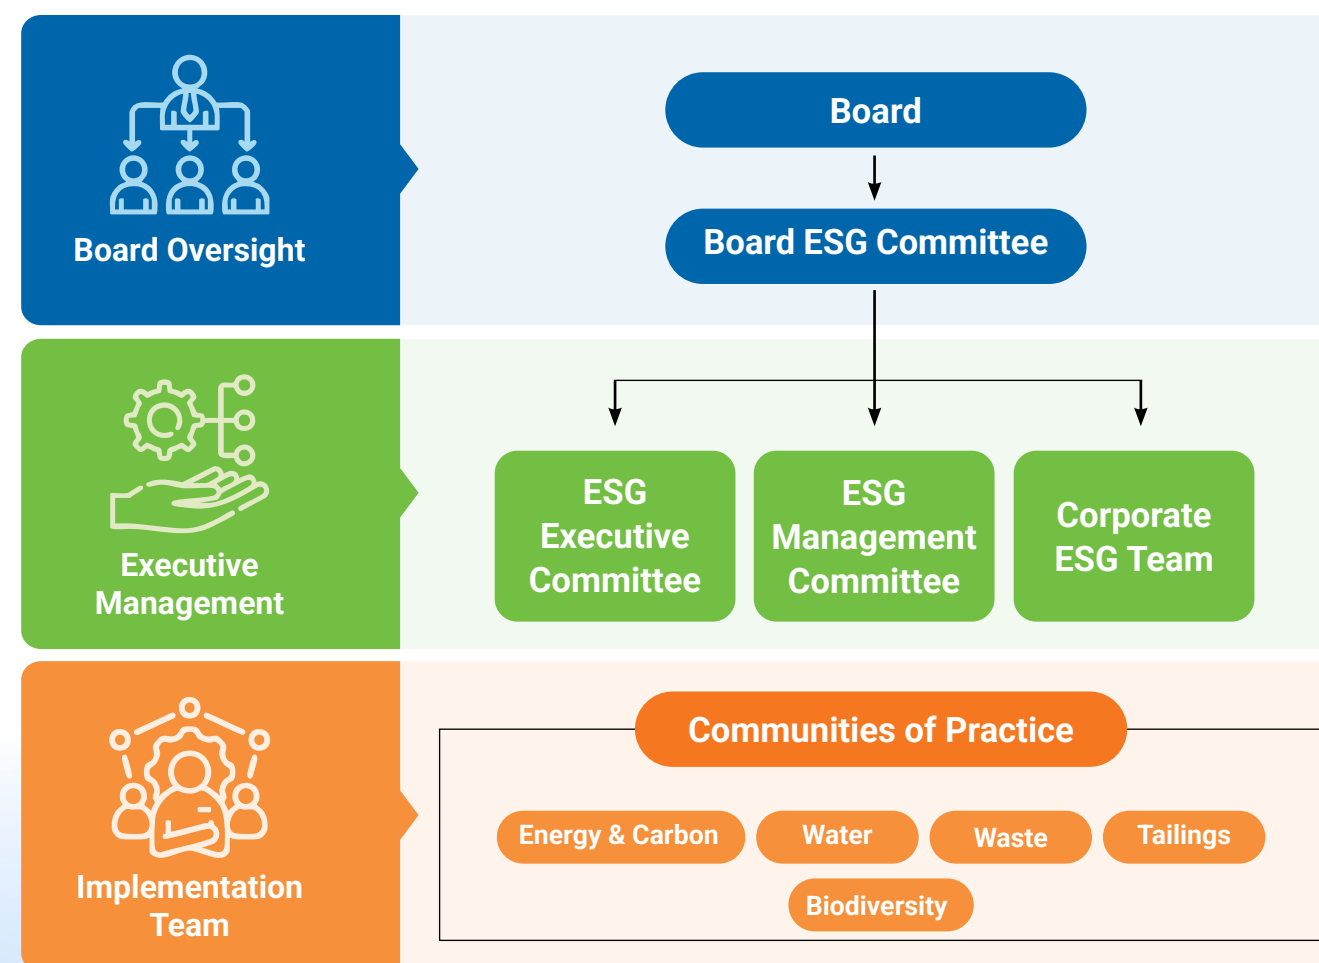 Board Oversight
Board
Board ESG Committee
Executive
Management
ESG
Executive
Committee
ESG
Management
Committee
Corporate
ESG Team
Implementation
Team
Communities of Practice
Energy & Carbon
Water
Waste
Tailings
Biodiversity